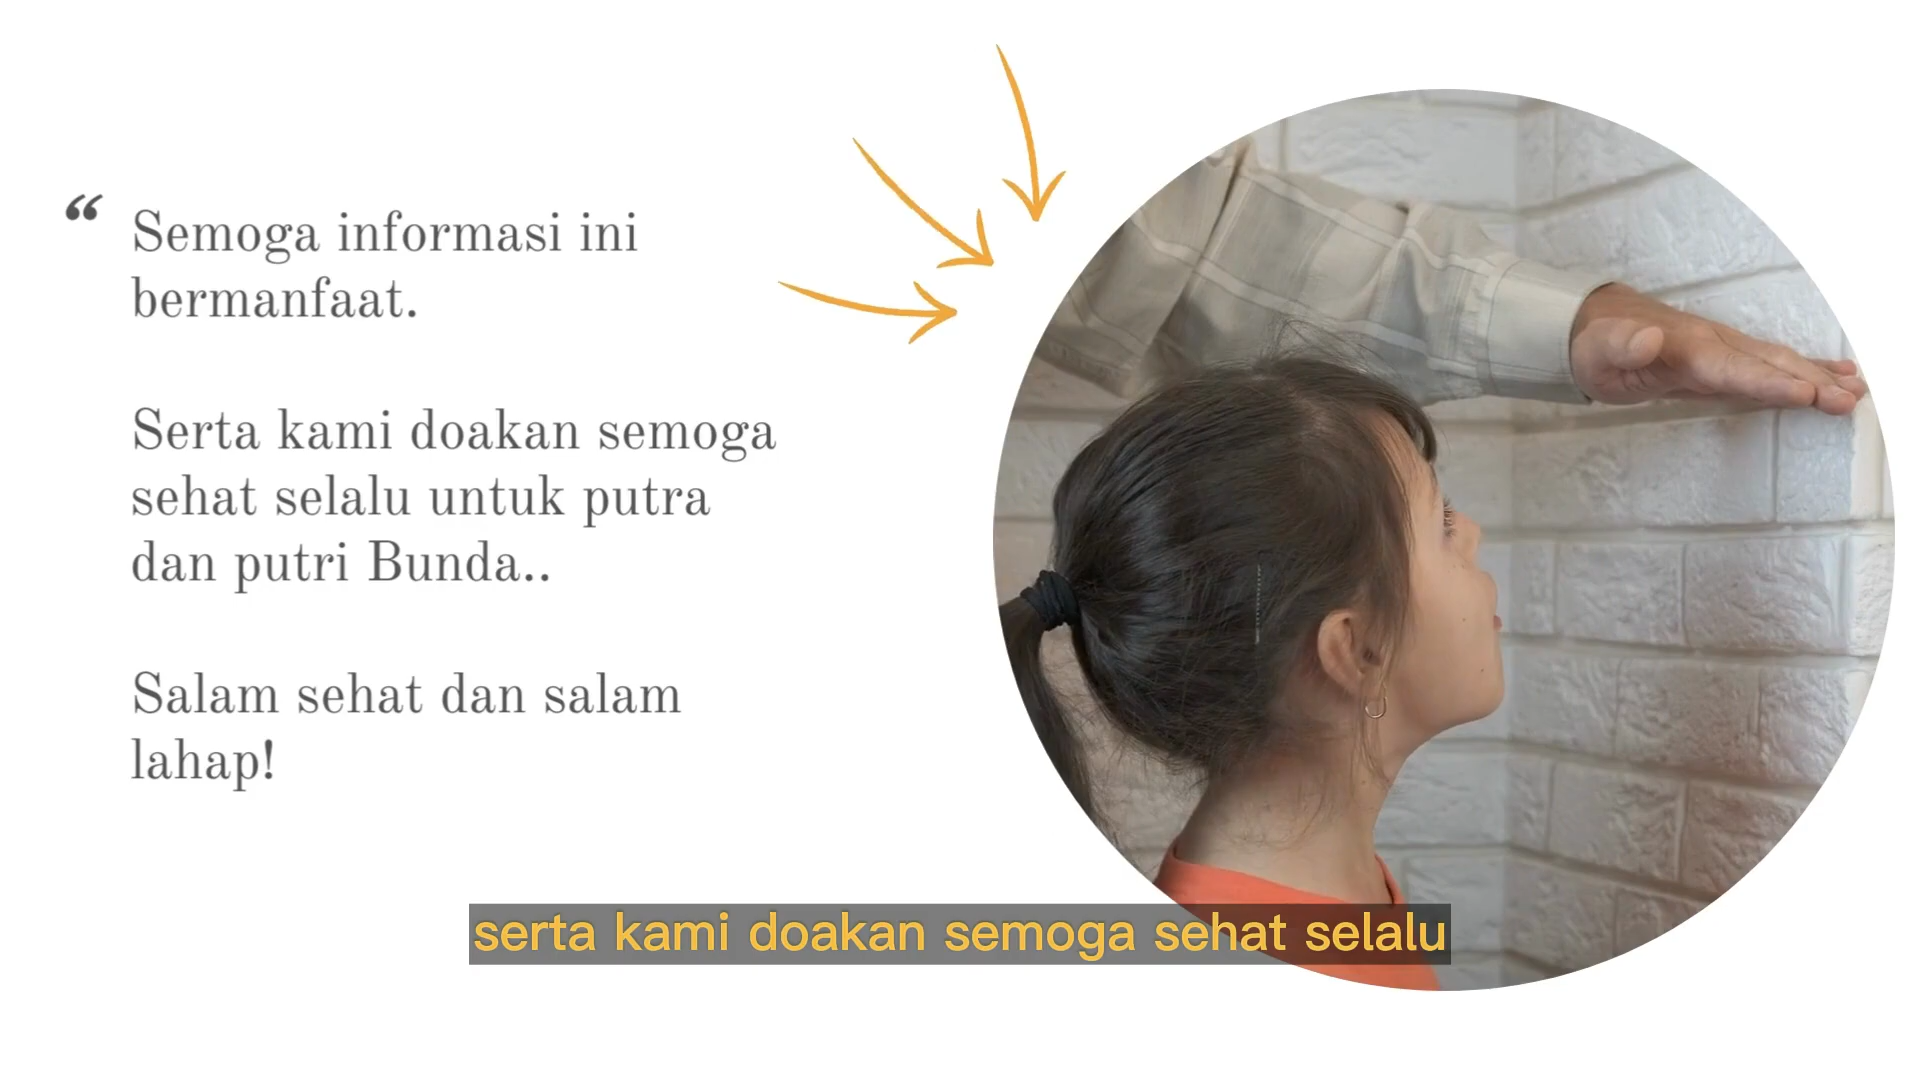 “ Semoga informasi ini
bermanfaat.
Serta kami doakan semoga
sehat selalu untuk putra
dan putri Bunda..
Salam sehat dan salam
lahap!
serta kami doakan semoga sehat selalu